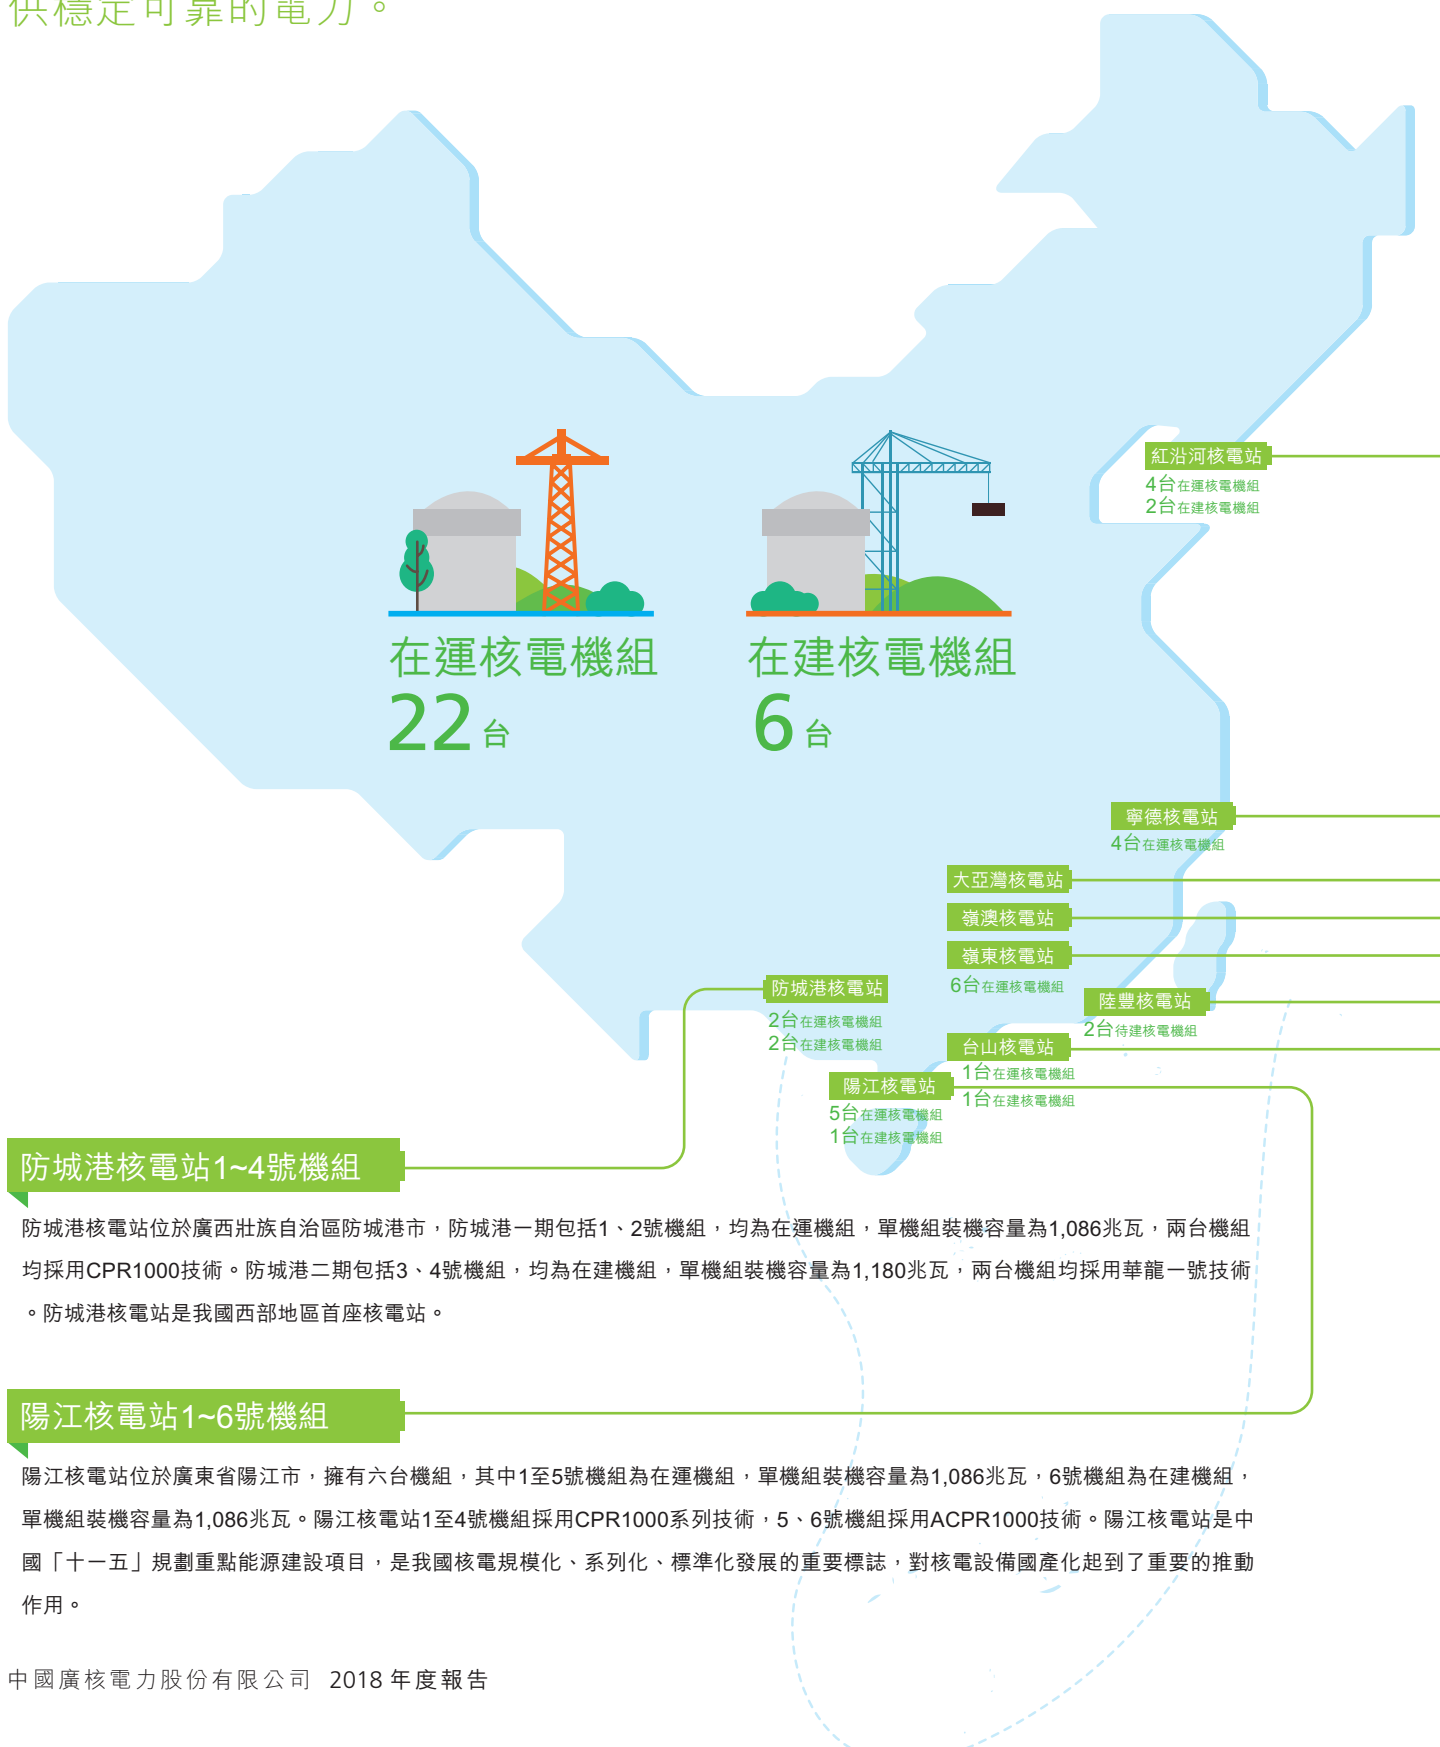 供穩定可靠的電力。
在運核電機組
22台
在建核電機組
6台
紅沿河核電站
4台在運核電機組
2台在建核電機組
寧德核電站
4台在運核電機組
大亞灣核電站
嶺澳核電站
嶺東核電站
6台在運核電機組
防城港核電站
2台在運核電機組
2台在建核電機組
陸豐核電站
2台待建核電機組
台山核電站
1台在運核電機組
1台在建核電機組
陽江核電站
5台在運核電機組
1台在建核電機組
防城港核電站1~4號機組
防城港核電站位於廣西壯族自治區防城港市，防城港一期包括1、2號機組，均為在運機組，單機組裝機容量為1,086兆瓦，兩台機組
均採用CPR1000技術。防城港二期包括3、4號機組，均為在建機組，單機組裝機容量為1,180兆瓦，兩台機組均採用華龍一號技術
。防城港核電站是我國西部地區首座核電站。
陽江核電站1~6號機組
陽江核電站位於廣東省陽江市，擁有六台機組，其中1至5號機組為在運機組，單機組裝機容量為1,086兆瓦，6號機組為在建機組，
單機組裝機容量為1,086兆瓦。陽江核電站1至4號機組採用CPR1000系列技術，5、6號機組採用ACPR1000技術。陽江核電站是中
國「十一五」規劃重點能源建設項目，是我國核電規模化、系列化、標準化發展的重要標誌，對核電設備國產化起到了重要的推動
作用。
中國廣核電力股份有限公司 2018 年度報告